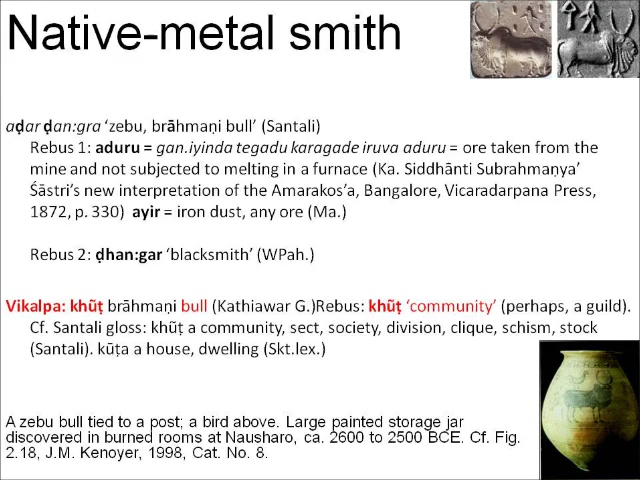 Native-metal smith
aḍar ḍan:gra ‘zebu, brāhmaṇi bull’ (Santali)
Rebus 1: aduru = gan.iyinda tegadu karagade iruva aduru = ore taken from the
mine and not subjected to melting in a furnace (Ka. Siddhānti Subrahmaṇya’
Śāstri’s new interpretation of the Amarakos’a, Bangalore, Vicaradarpana Press,
1872, p. 330)  ayir = iron dust, any ore (Ma.)
Rebus 2: ḍhan:gar ‘blacksmith’ (WPah.)
Vikalpa: khũṭ brāhmaṇi bull (Kathiawar G.)Rebus: khũṭ ‘community’ (perhaps, a guild).
Cf. Santali gloss: khũṭ a community, sect, society, division, clique, schism, stock
(Santali). kūṭa a house, dwelling (Skt.lex.)
A zebu bull tied to a post; a bird above. Large painted storage jar
discovered in burned rooms at Nausharo, ca. 2600 to 2500 BCE. Cf. Fig.
2.18, J.M. Kenoyer, 1998, Cat. No. 8.